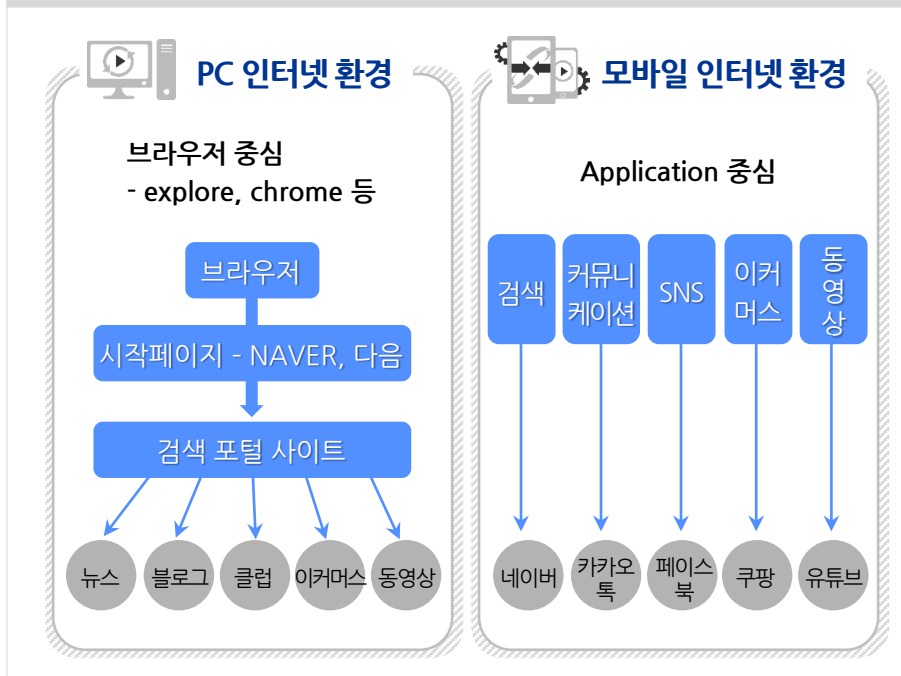 PC 인터넷 환경
브라우저 중심
- explore, chrome 등
브라우저
시작페이지 - NAVER, 다음
검색 포털 사이트
뉴스
블로그
클럽
이커머스
동영상
모바일 인터넷 환경
Application 중심
검색
커뮤니
케이션
SNS
이커
머스
동
영
상
네이버
카카오
톡
페이스
북
쿠팡
유튜브